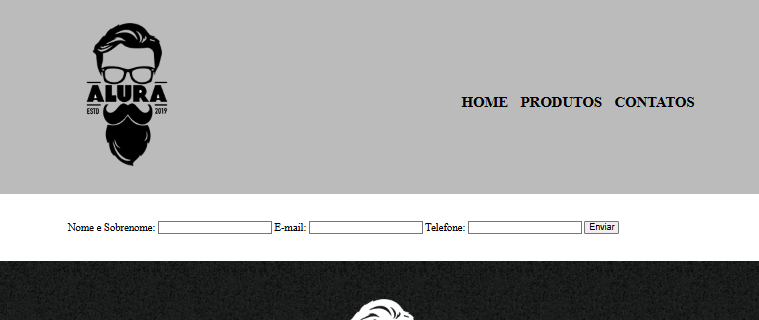 ALURA
ESTD 2019
HOME PRODUTOS CONTATOS
Nome e Sobrenome: E-mail: Telefone: Enviar